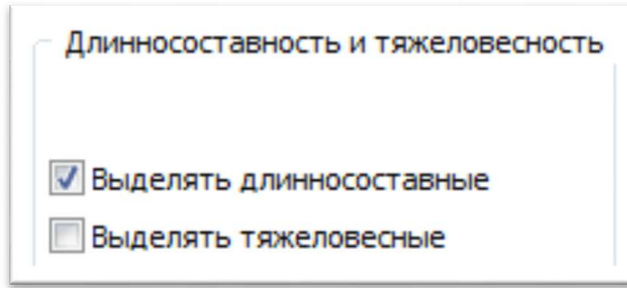 Длинносоставность и тяжеловесность
Выделять длинносоставные
Выделять тяжеловесные